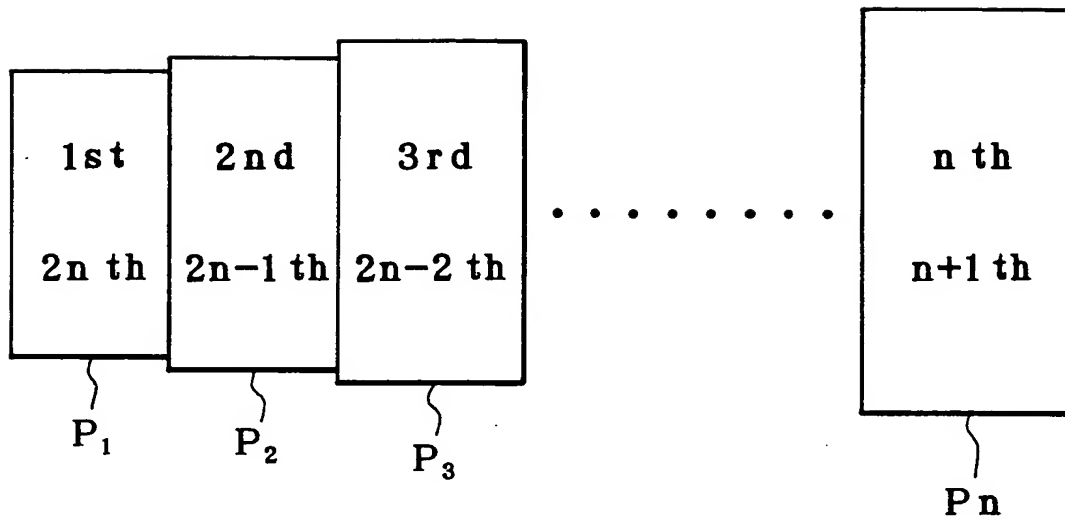 1st 2nd 3rd n th
2n th 2n-1 th 2n-2 th n+1 th
P₁
P₂
P₃
Pn